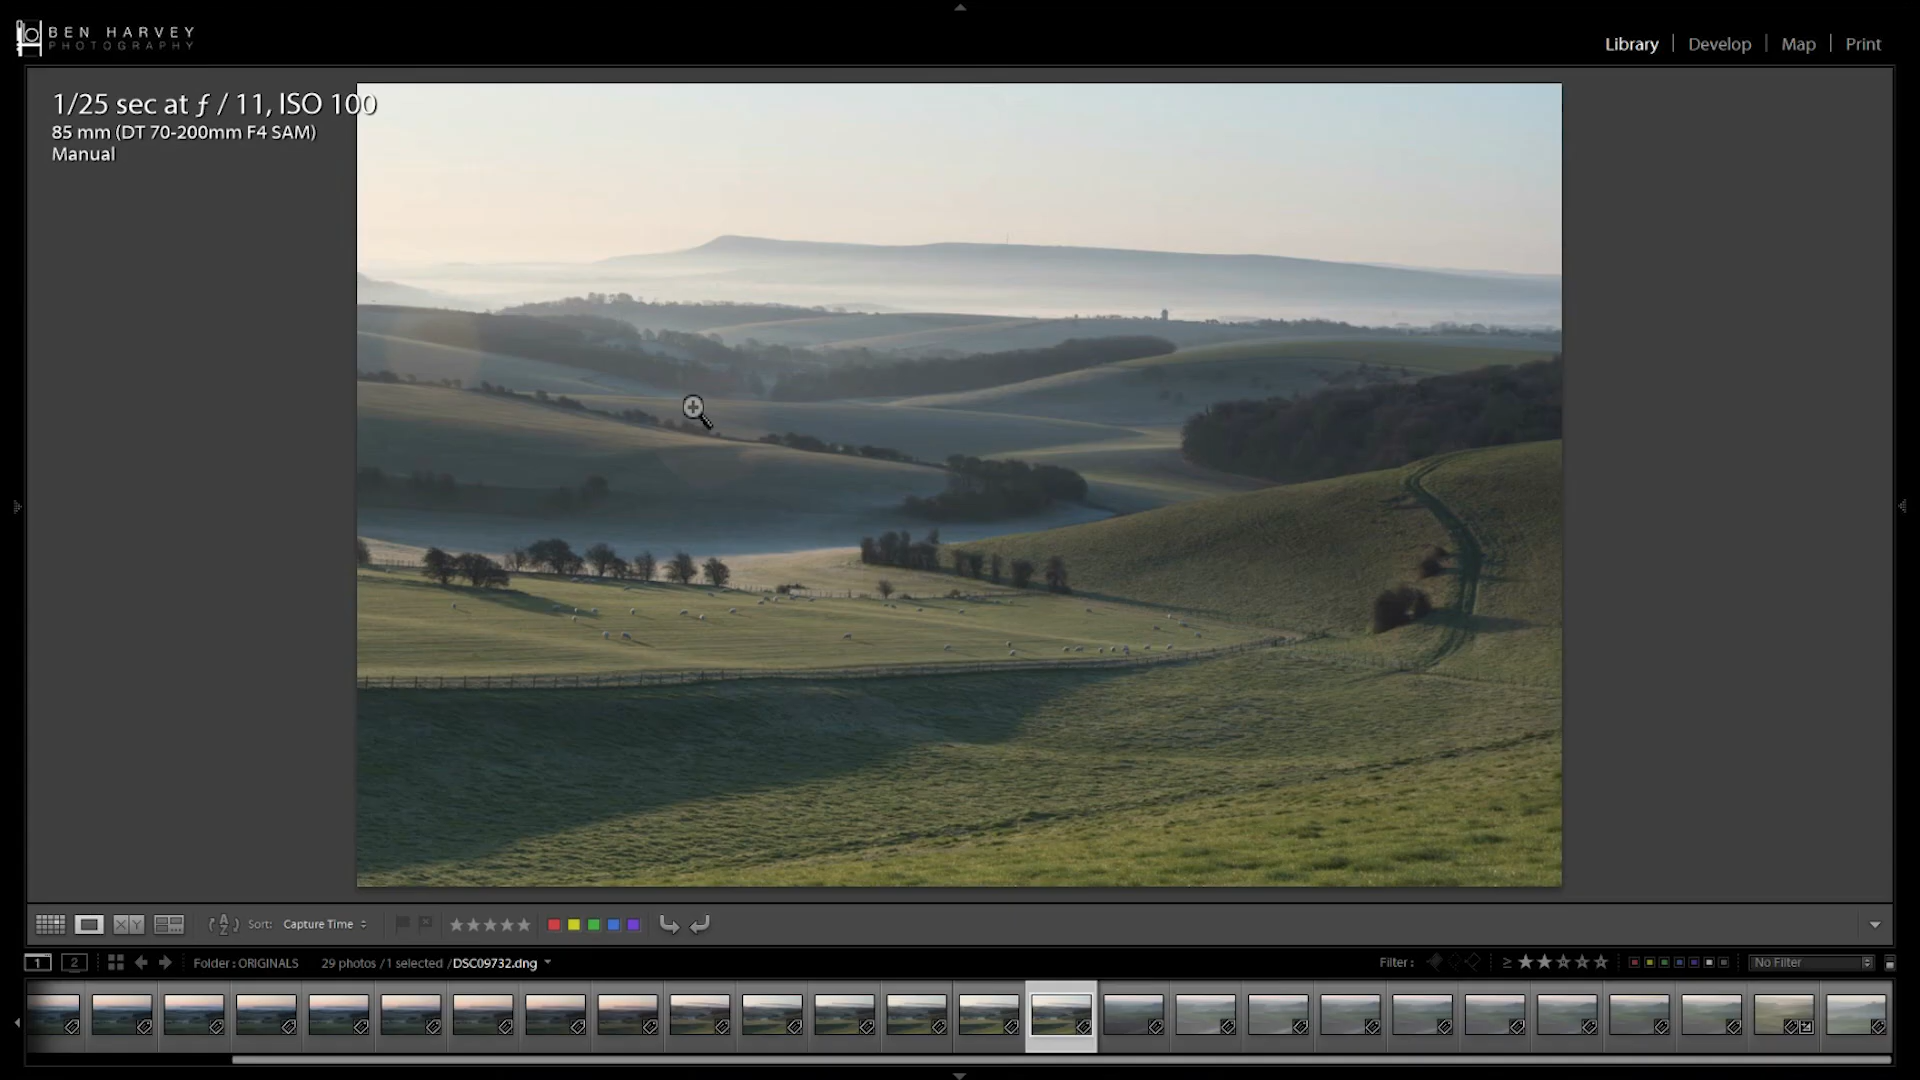 BEN HARVEY
PHOTOGRAPHY
Library | Develop | Map | Print
1/25 sec at ƒ / 11, ISO 100
85 mm (DT 70-200mm F4 SAM)
Manual
X Y
A Z
Sort: Capture Time
1 2
Folder : ORIGINALS
29 photos / 1 selected / DSC09732.dng
Filter :
≥
No Filter